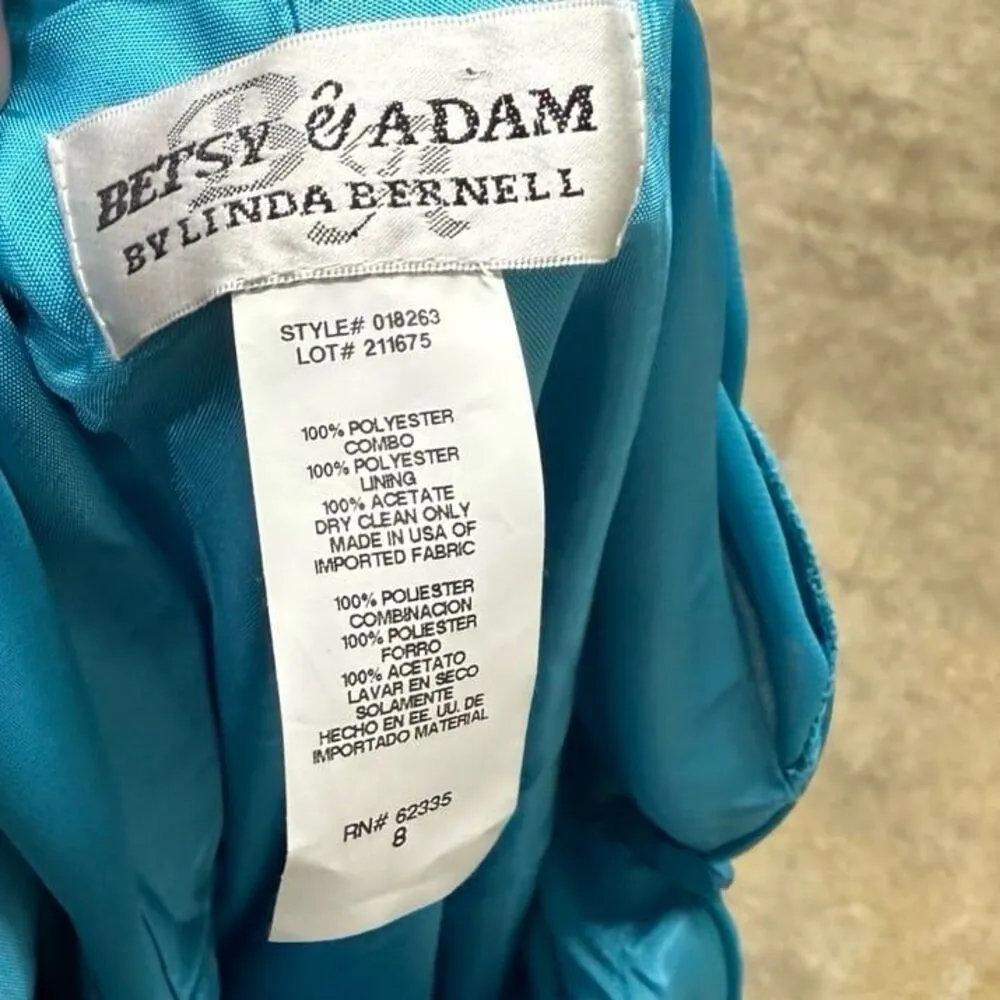 BETSY & ADAM
BY LINDA BERNELL
STYLE# 018263
LOT# 211675
100% POLYESTER
COMBO
100% POLYESTER
LINING
100% ACETATE
DRY CLEAN ONLY
MADE IN USA OF
IMPORTED FABRIC
100% POLIESTER
COMBINACION
100% POLIESTER
FORRO
100% ACETATO
LAVAR EN SECO
SOLAMENTE
HECHO EN EE. UU. DE
IMPORTADO MATERIAL
RN# 62335
8